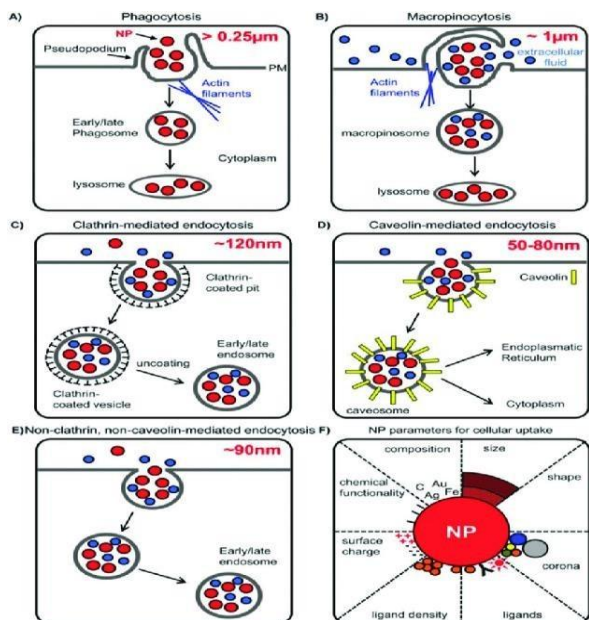 A) Phagocytosis
NP
> 0.25µm
Pseudopodium
PM
Actin
filaments
Early/late
Phagosome
Cytoplasm
lysosome
B) Macropinocytosis
~ 1µm
extracellular
fluid
Actin
filaments
macropinosome
lysosome
C) Clathrin-mediated endocytosis
~120nm
Clathrin-
coated pit
uncoating
Early/late
endosome
Clathrin-
coated vesicle
D) Caveolin-mediated endocytosis
50-80nm
Caveolin
Endoplasmatic
Reticulum
caveosome
Cytoplasm
E)Non-clathrin, non-caveolin-mediated endocytosis
~90nm
Early/late
endosome
F) NP parameters for cellular uptake
composition
size
chemical
functionality
C Au
Ag Fe
shape
NP
surface
charge
corona
ligand density
ligands